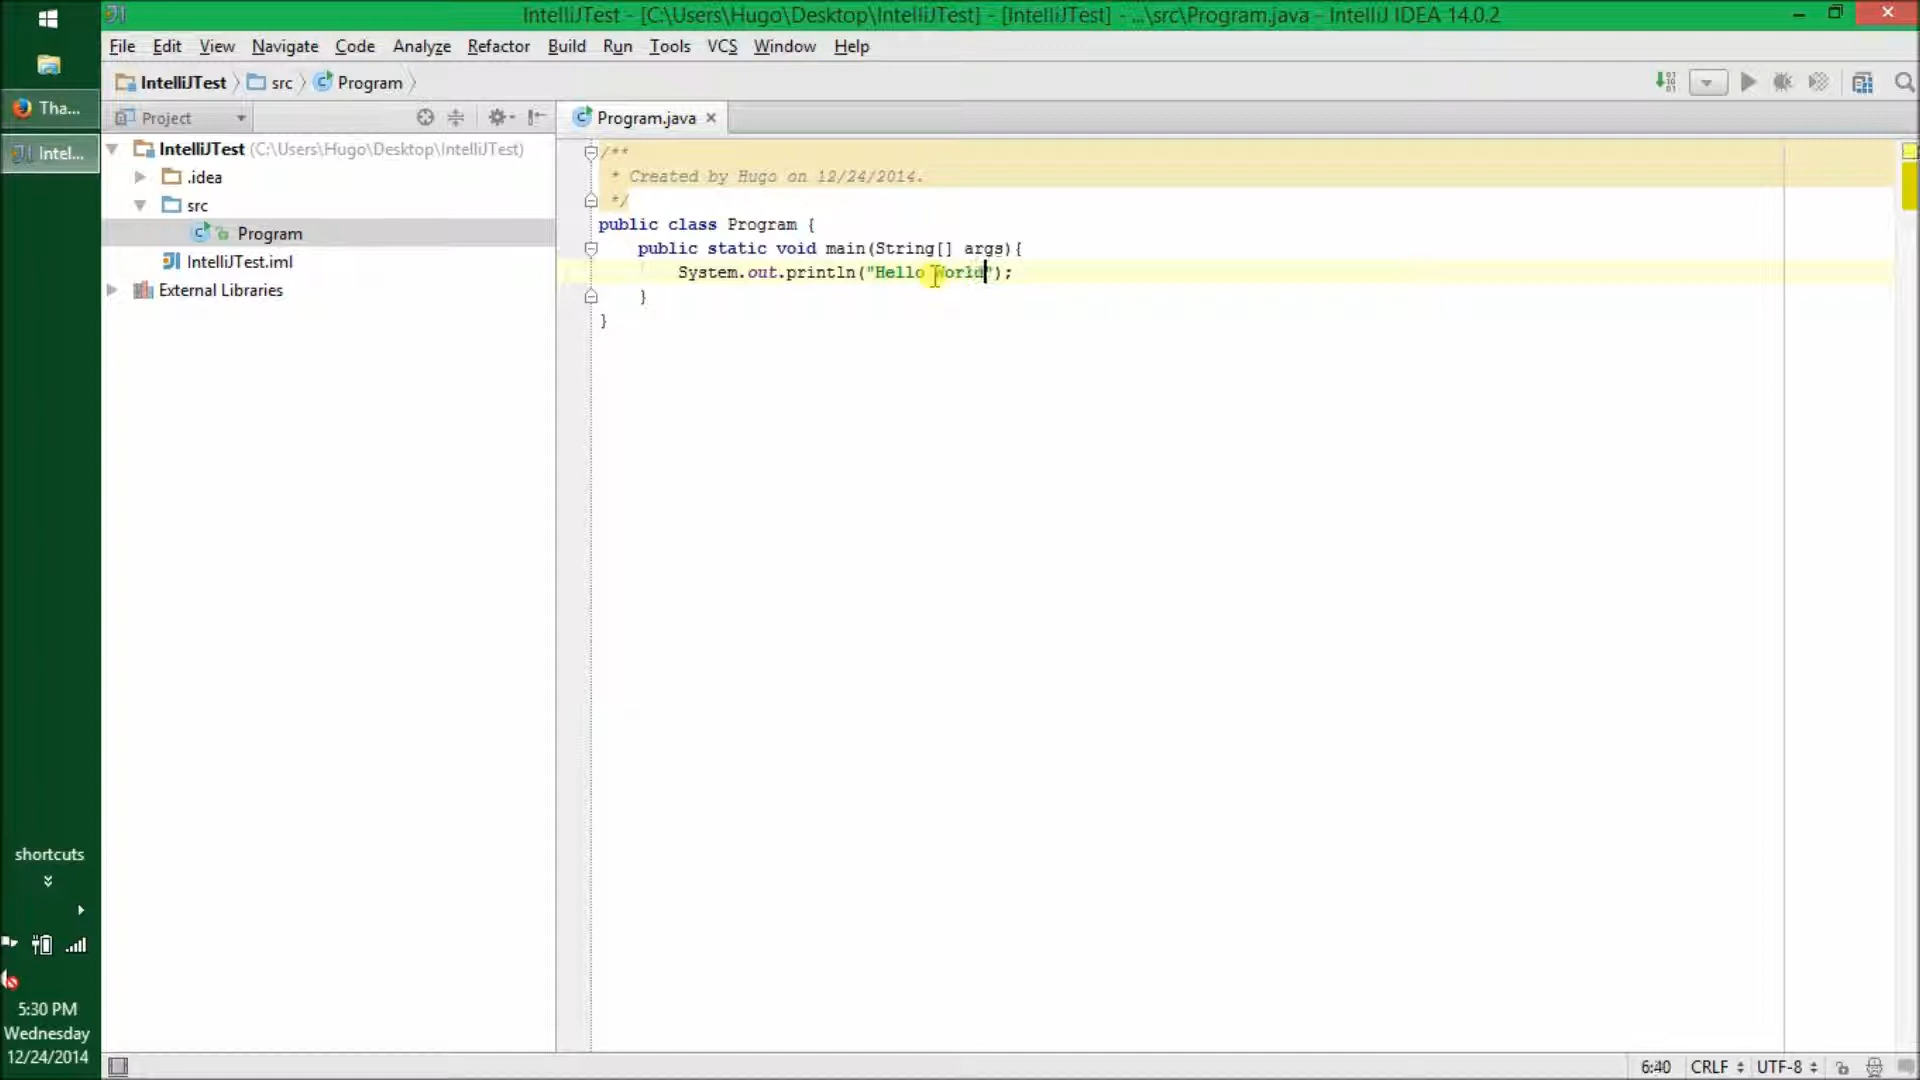 IntelliJTest - [C:\Users\Hugo\Desktop\IntelliJTest] - [IntelliJTest] - ...\src\Program.java - IntelliJ IDEA 14.0.2
File Edit View Navigate Code Analyze Refactor Build Run Tools VCS Window Help
IntelliJTest src Program
Tha...
Intel...
Project
IntelliJTest (C:\Users\Hugo\Desktop\IntelliJTest)
.idea
src
Program
IntelliJTest.iml
External Libraries
Program.java
/**
* Created by Hugo on 12/24/2014.
*/
public class Program {
public static void main(String[] args){
System.out.println("Hello World");
}
}
shortcuts
5:30 PM
Wednesday
12/24/2014
6:40 CRLF UTF-8